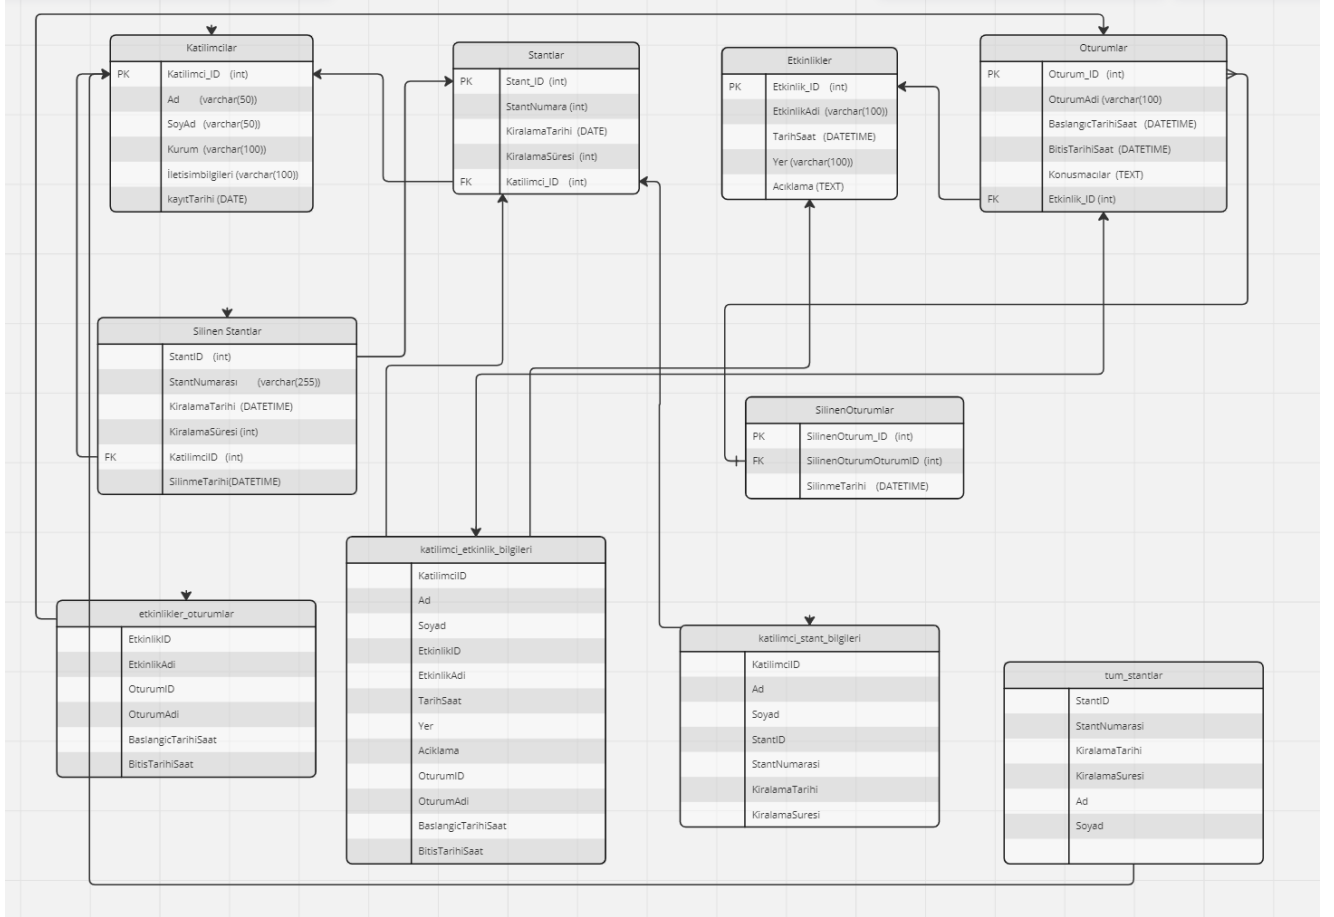 Katilimcilar
PK Katilimci_ID (int)
Ad (varchar(50))
SoyAd (varchar(50))
Kurum (varchar(100))
İletisimbilgileri (varchar(100))
kayıtTarihi (DATE)
Stantlar
PK Stant_ID (int)
StantNumara (int)
KiralamaTarihi (DATE)
KiralamaSüresi (int)
FK Katilimci_ID (int)
Etkinlikler
PK Etkinlik_ID (int)
EtkinlikAdi (varchar(100))
TarihSaat (DATETIME)
Yer (varchar(100))
Acıklama (TEXT)
Oturumlar
PK Oturum_ID (int)
OturumAdi (varchar(100)
BaslangıcTarihiSaat (DATETIME)
BitisTarihiSaat (DATETIME)
Konusmacılar (TEXT)
FK Etkinlik_ID (int)
Silinen Stantlar
StantID (int)
StantNumarası (varchar(255))
KiralamaTarihi (DATETIME)
KiralamaSüresi (int)
FK KatilimciID (int)
SilinmeTarihi(DATETIME)
SilinenOturumlar
PK SilinenOturum_ID (int)
FK SilinenOturumOturumID (int)
SilinmeTarihi (DATETIME)
etkinlikler_oturumlar
EtkinlikID
EtkinlikAdi
OturumID
OturumAdi
BaslangicTarihiSaat
BitisTarihiSaat
katilimci_etkinlik_bilgileri
KatilimciID
Ad
Soyad
EtkinlikID
EtkinlikAdi
TarihSaat
Yer
Aciklama
OturumID
OturumAdi
BaslangicTarihiSaat
BitisTarihiSaat
katilimci_stant_bilgileri
KatilimciID
Ad
Soyad
StantID
StantNumarasi
KiralamaTarihi
KiralamaSuresi
tum_stantlar
StantID
StantNumarasi
KiralamaTarihi
KiralamaSuresi
Ad
Soyad